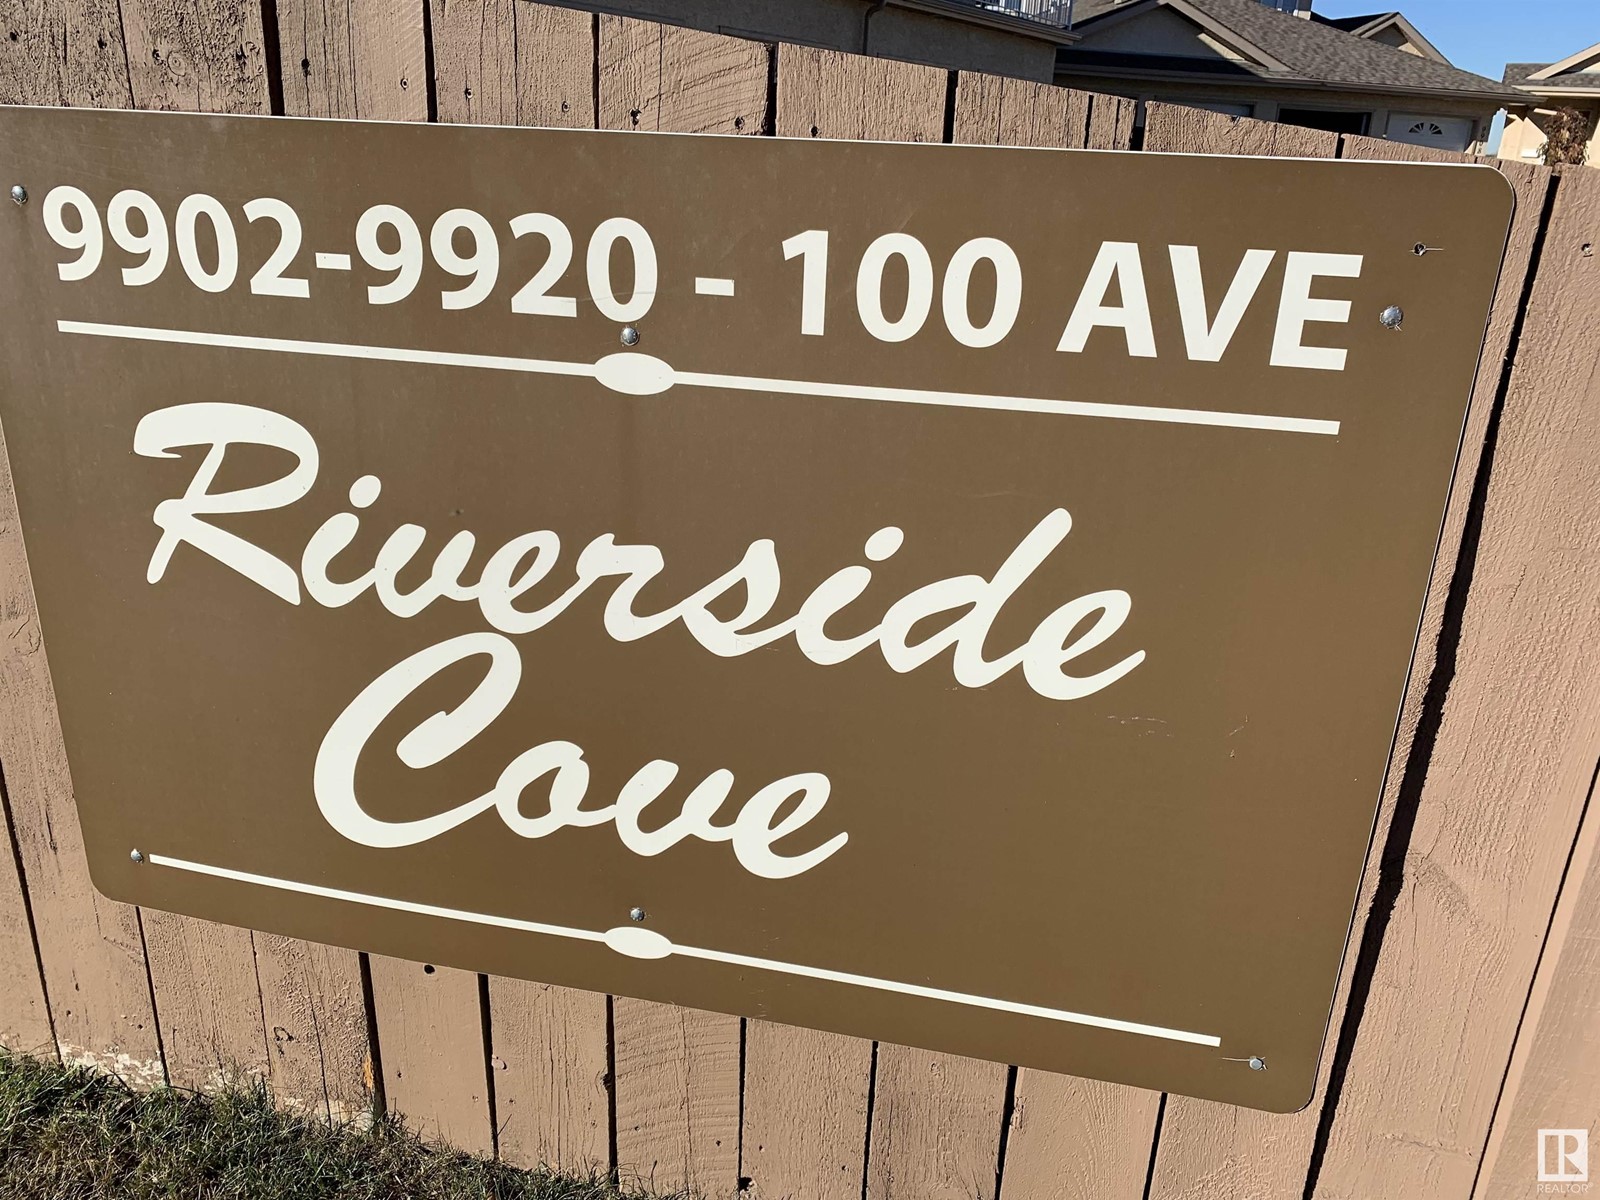 9902-9920 - 100 AVE
Riverside
Cove
REALTOR